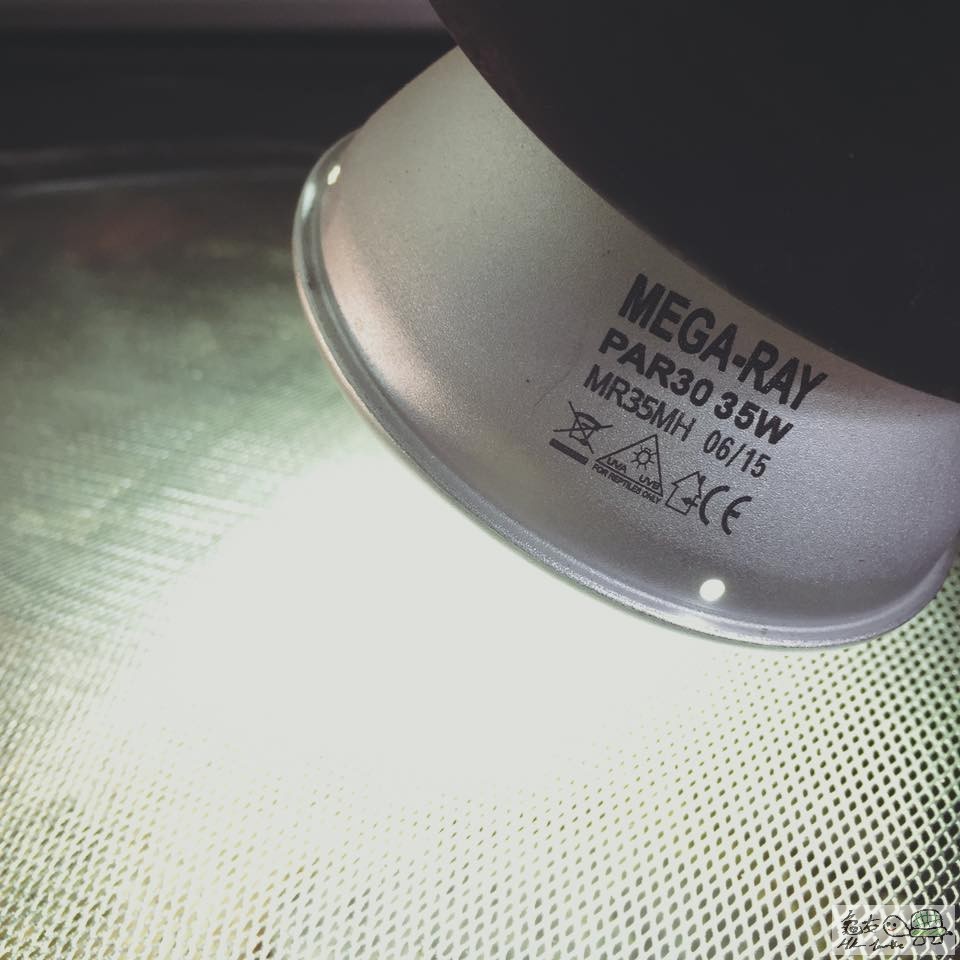 MEGA-RAY
PAR30 35W
MR35MH 06/15
UVA UVB
FOR REPTILES ONLY
CE